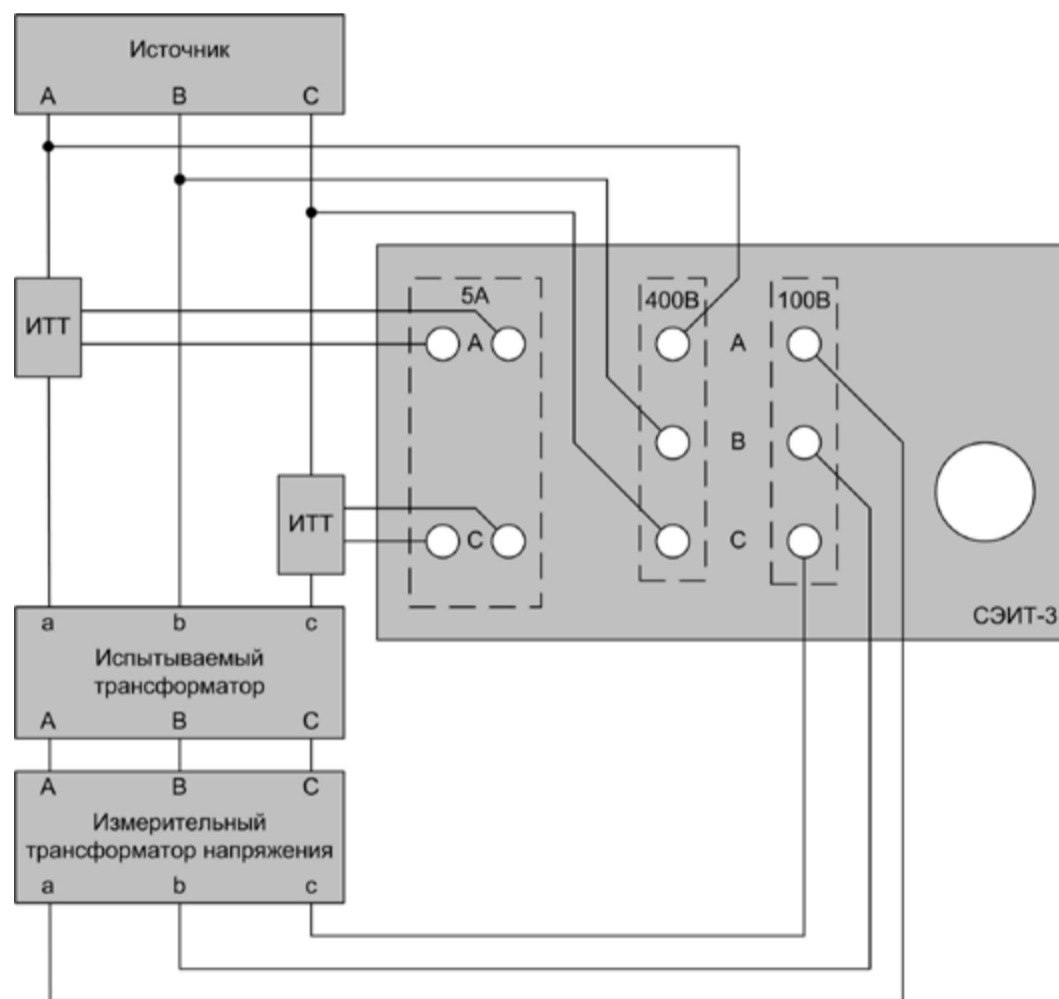 Источник
A B C
5А 400В 100В
ИТТ
A A
B
ИТТ
C C
СЭИТ-3
a b c
Испытываемый
трансформатор
A B C
A B C
Измерительный
трансформатор напряжения
a b c